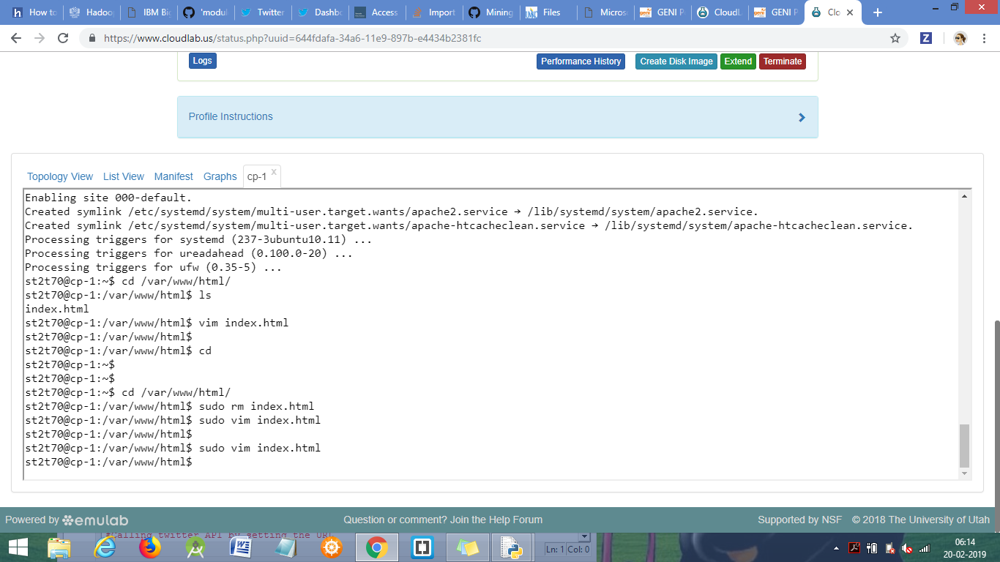 How to
Hadoo
IBM Big
'modul
Twitter
Dashbo
Access
Import
Mining
Files
Micros
GENI P
CloudL
GENI P
Clo
https://www.cloudlab.us/status.php?uuid=644fdafa-34a6-11e9-897b-e4434b2381fc
Z
Logs
Performance History
Create Disk Image
Extend
Terminate
Profile Instructions
Topology View
List View
Manifest
Graphs
cp-1 x
Enabling site 000-default.
Created symlink /etc/systemd/system/multi-user.target.wants/apache2.service → /lib/systemd/system/apache2.service.
Created symlink /etc/systemd/system/multi-user.target.wants/apache-htcacheclean.service → /lib/systemd/system/apache-htcacheclean.service.
Processing triggers for systemd (237-3ubuntu10.11) ...
Processing triggers for ureadahead (0.100.0-20) ...
Processing triggers for ufw (0.35-5) ...
st2t70@cp-1:~$ cd /var/www/html/
st2t70@cp-1:/var/www/html$ ls
index.html
st2t70@cp-1:/var/www/html$ vim index.html
st2t70@cp-1:/var/www/html$
st2t70@cp-1:/var/www/html$ cd
st2t70@cp-1:~$
st2t70@cp-1:~$
st2t70@cp-1:~$ cd /var/www/html/
st2t70@cp-1:/var/www/html$ sudo rm index.html
st2t70@cp-1:/var/www/html$ sudo vim index.html
st2t70@cp-1:/var/www/html$
st2t70@cp-1:/var/www/html$ sudo vim index.html
st2t70@cp-1:/var/www/html$
Powered by emulab
Question or comment? Join the Help Forum
Supported by NSF © 2018 The University of Utah
#Calling twitter API by setting the URL
Ln: 1 Col: 0
06:14
20-02-2019